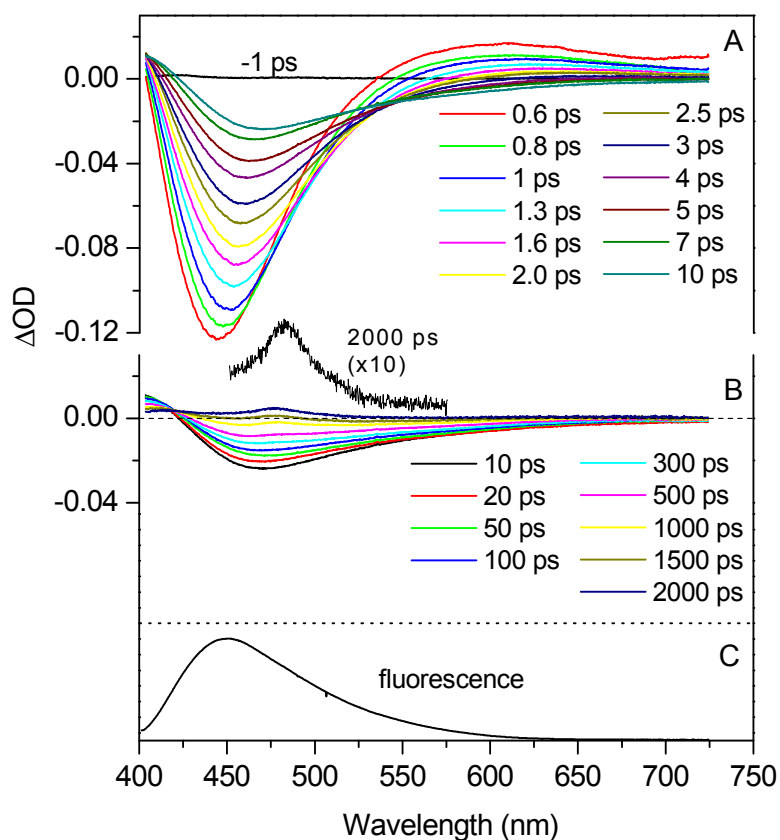 A
-1 ps
0.00
0.6 ps 2.5 ps
0.8 ps 3 ps
-0.04
1 ps 4 ps
1.3 ps 5 ps
-0.08
1.6 ps 7 ps
2.0 ps 10 ps
-0.12
ΔOD
2000 ps
(x10)
B
0.00
10 ps 300 ps
20 ps 500 ps
-0.04
50 ps 1000 ps
100 ps 1500 ps
2000 ps
C
fluorescence
400 450 500 550 600 650 700 750
Wavelength (nm)